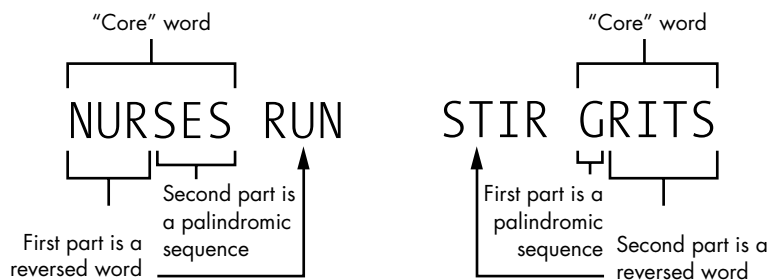 “Core” word
“Core” word
NURSES RUN
STIR GRITS
Second part is
a palindromic
sequence
First part is a
palindromic
sequence
First part is a
reversed word
Second part is a
reversed word